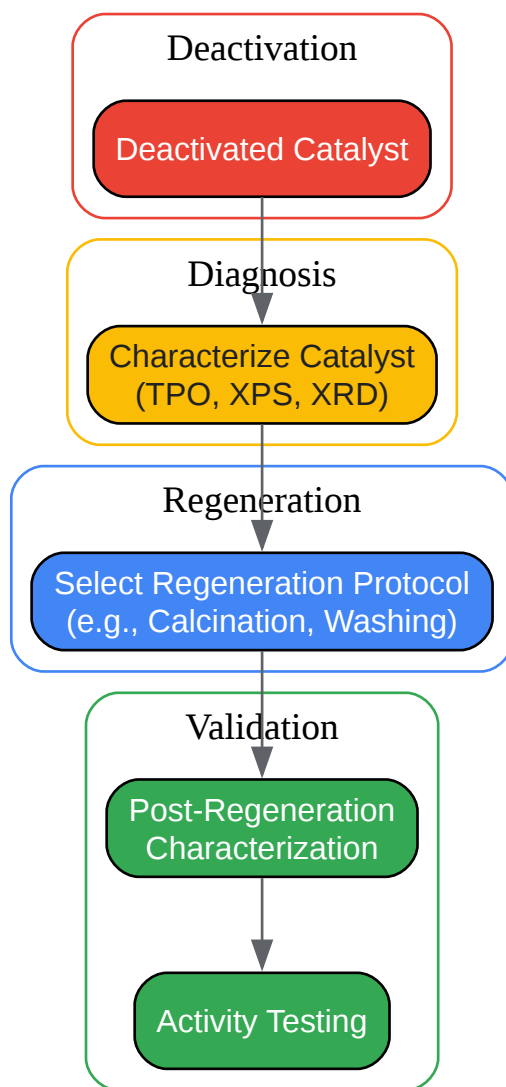 Deactivation
Deactivated Catalyst
Diagnosis
Characterize Catalyst
(TPO, XPS, XRD)
Regeneration
Select Regeneration Protocol
(e.g., Calcination, Washing)
Validation
Post-Regeneration
Characterization
Activity Testing